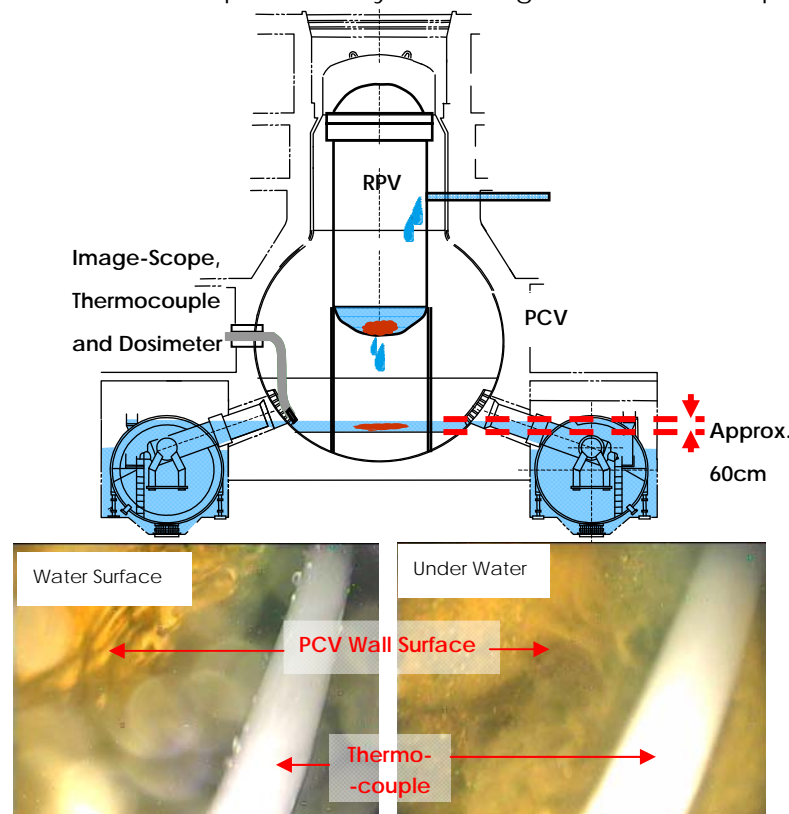 RPV
Image-Scope,
Thermocouple
and Dosimeter
PCV
Approx.
60cm
Water Surface
Under Water
PCV Wall Surface
Thermo-
-couple